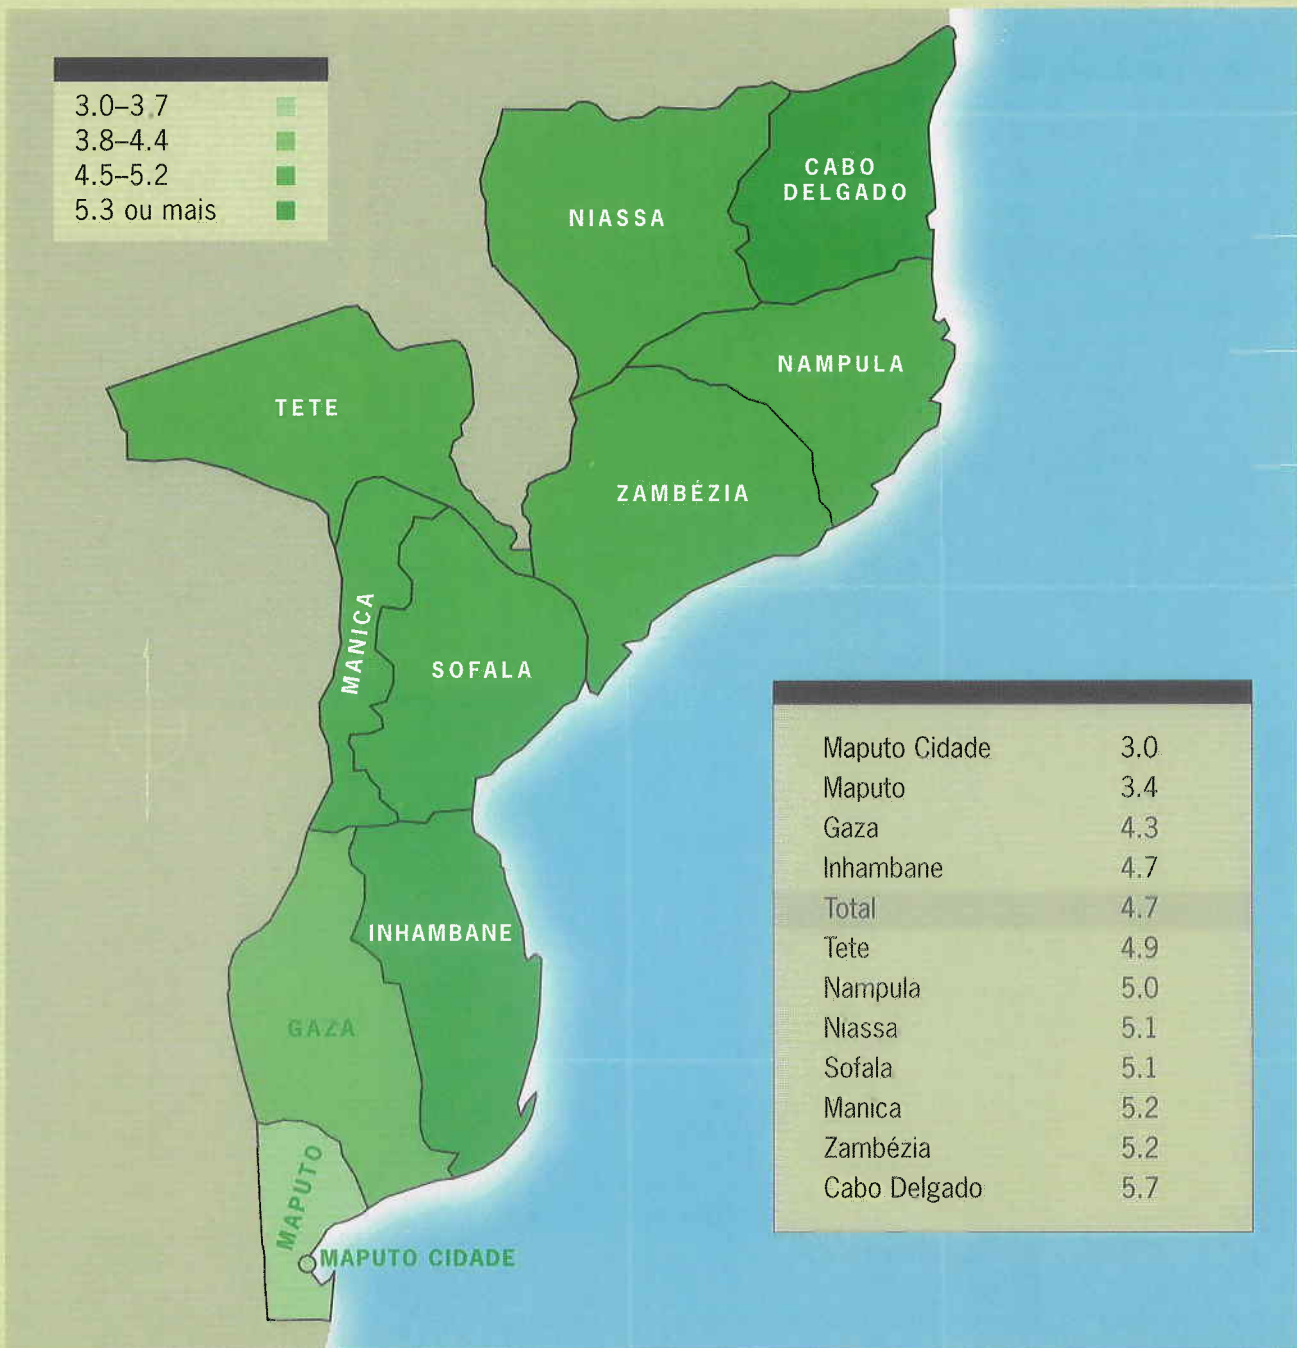 3.0–3.7
3.8–4.4
4.5–5.2
5.3 ou mais
CABO
DELGADO
NIASSA
NAMPULA
TETE
ZAMBÉZIA
MANICA
SOFALA
INHAMBANE
GAZA
MAPUTO
MAPUTO CIDADE
Maputo Cidade 3.0
Maputo 3.4
Gaza 4.3
Inhambane 4.7
Total 4.7
Tete 4.9
Nampula 5.0
Niassa 5.1
Sofala 5.1
Manica 5.2
Zambézia 5.2
Cabo Delgado 5.7